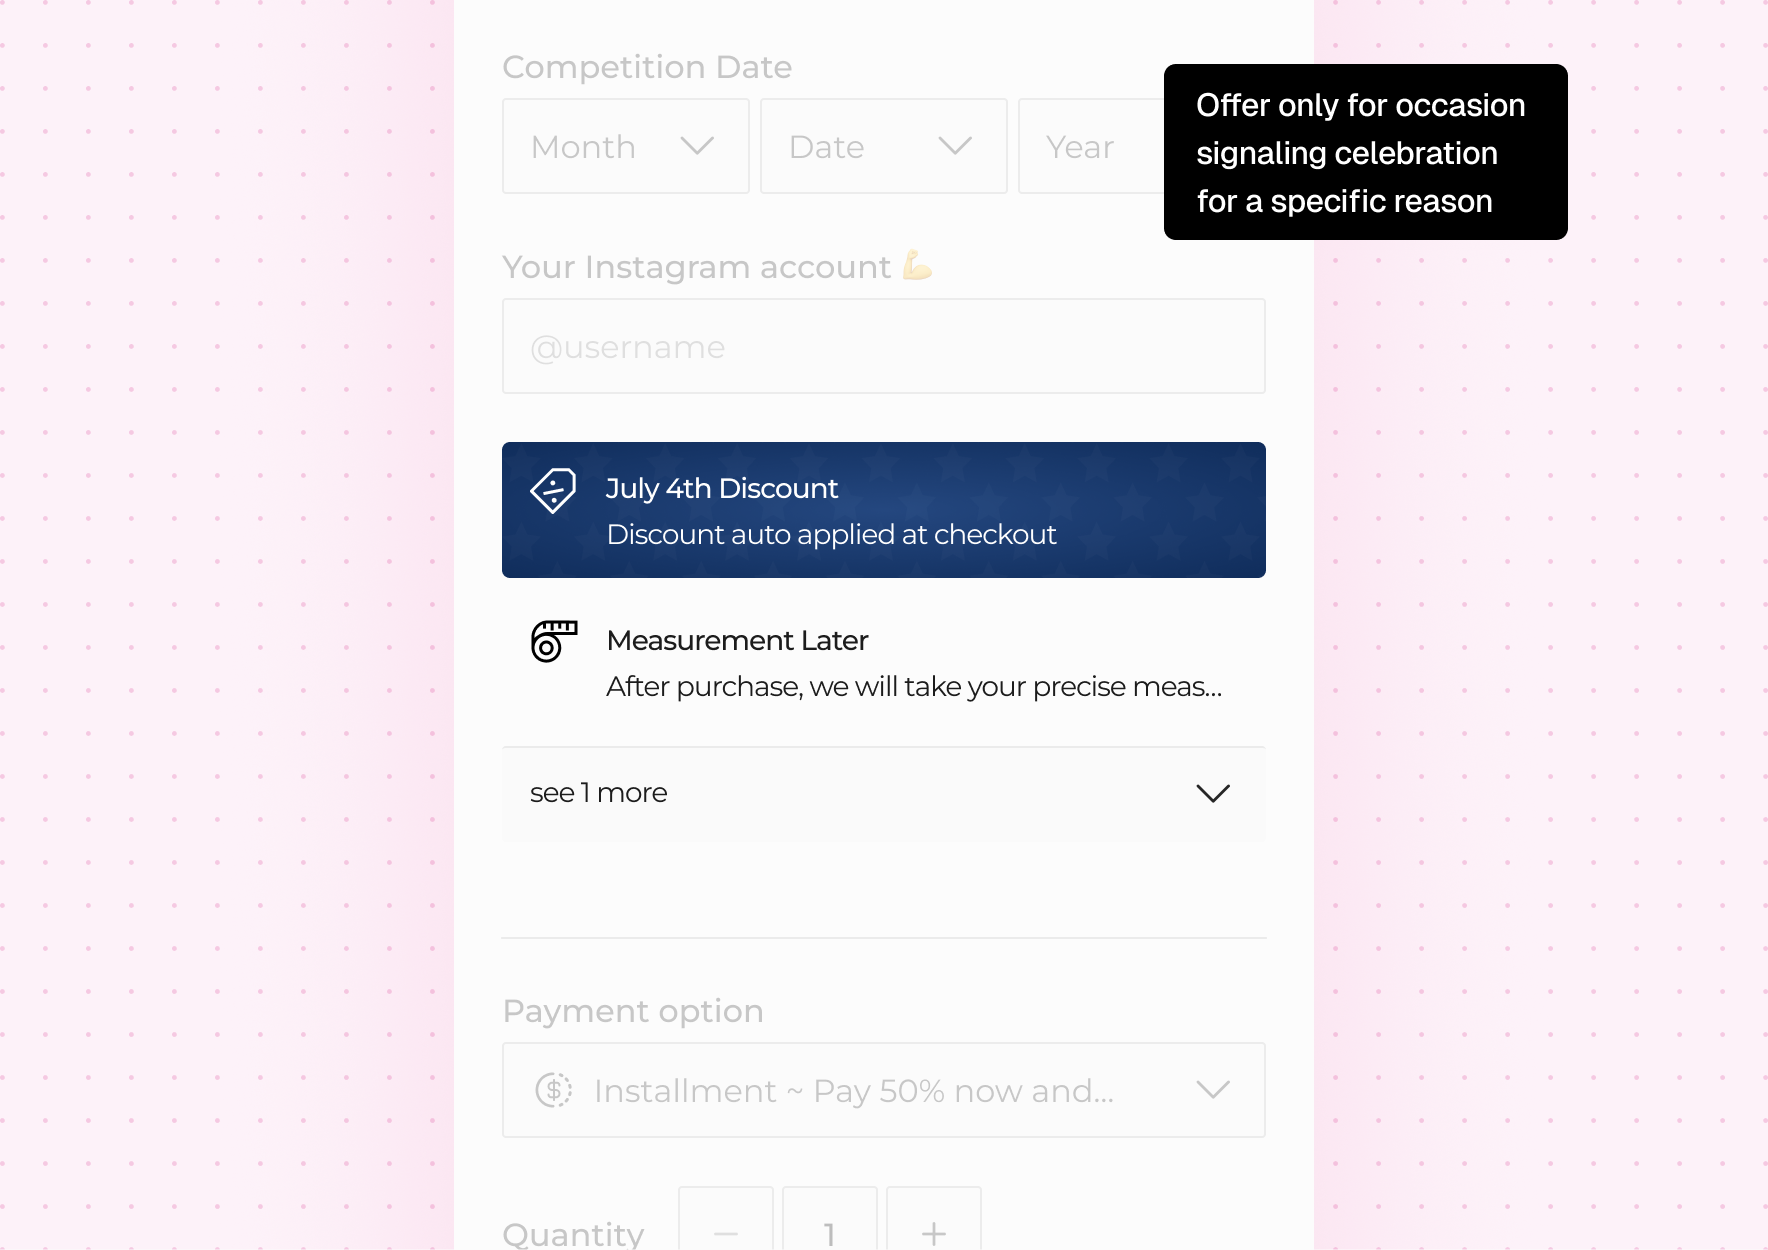 Competition Date
Month
Date
Year
Offer only for occasion
signaling celebration
for a specific reason
Your Instagram account 💪
@username
July 4th Discount
Discount auto applied at checkout
Measurement Later
After purchase, we will take your precise meas...
see 1 more
Payment option
Installment ~ Pay 50% now and...
Quantity
− 1 +